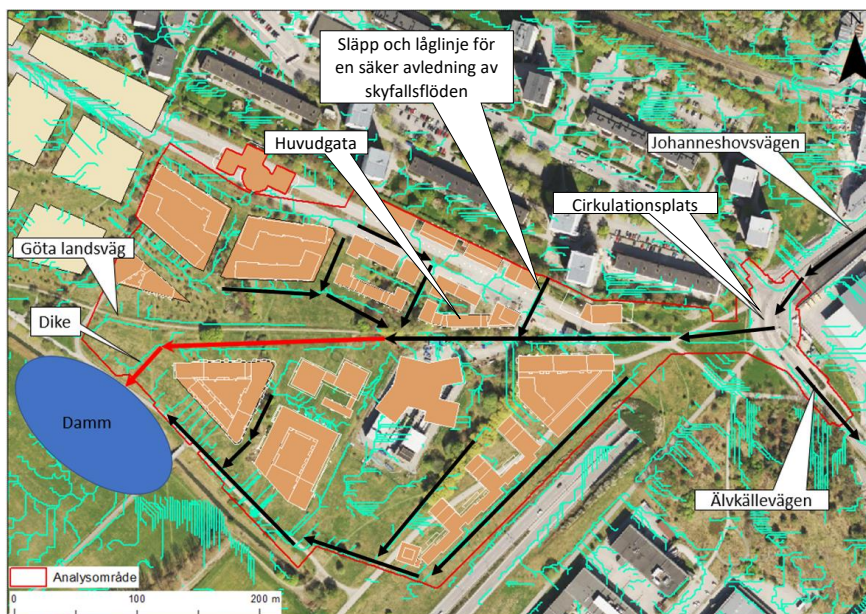 Släpp och låglinje för
en säker avledning av
skyfallsflöden
Huvudgata
Johanneshovsvägen
Cirkulationsplats
Göta landsväg
Dike
Damm
Älvkällevägen
Analysområde
0 100 200 m